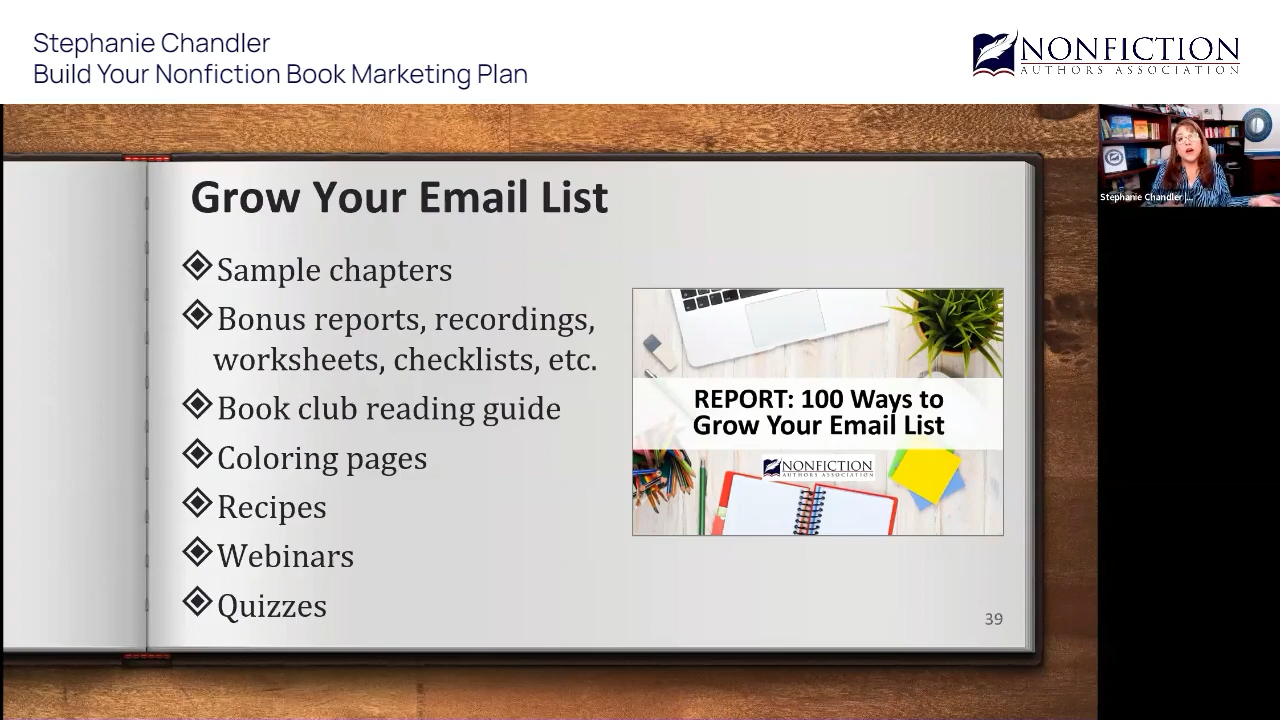 Stephanie Chandler
Build Your Nonfiction Book Marketing Plan
NONFICTION
AUTHORS ASSOCIATION
Stephanie Chandler |...
Grow Your Email List
Sample chapters
Bonus reports, recordings,
worksheets, checklists, etc.
Book club reading guide
Coloring pages
Recipes
Webinars
Quizzes
REPORT: 100 Ways to
Grow Your Email List
NONFICTION
AUTHORS ASSOCIATION
39